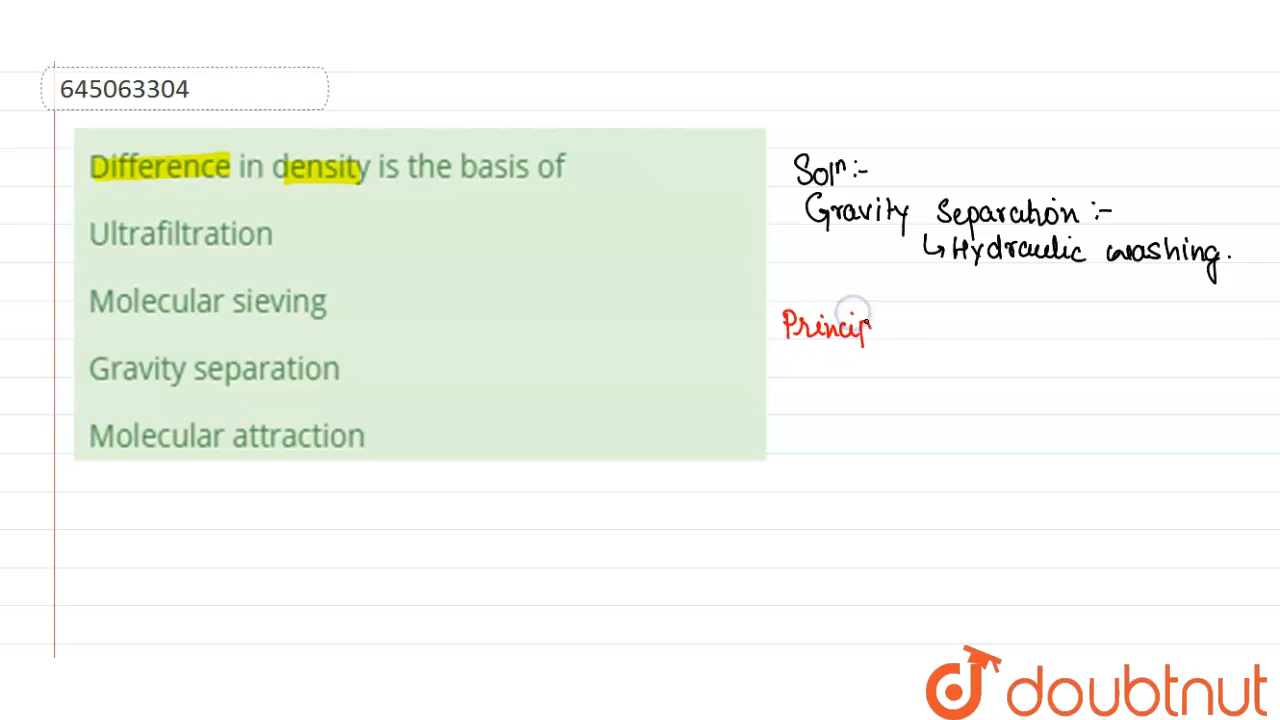 645063304
Difference in density is the basis of
Ultrafiltration
Molecular sieving
Gravity separation
Molecular attraction
Soln :-
Gravity Separation :-
↳ Hydraulic washing.
Princip
doubtnut